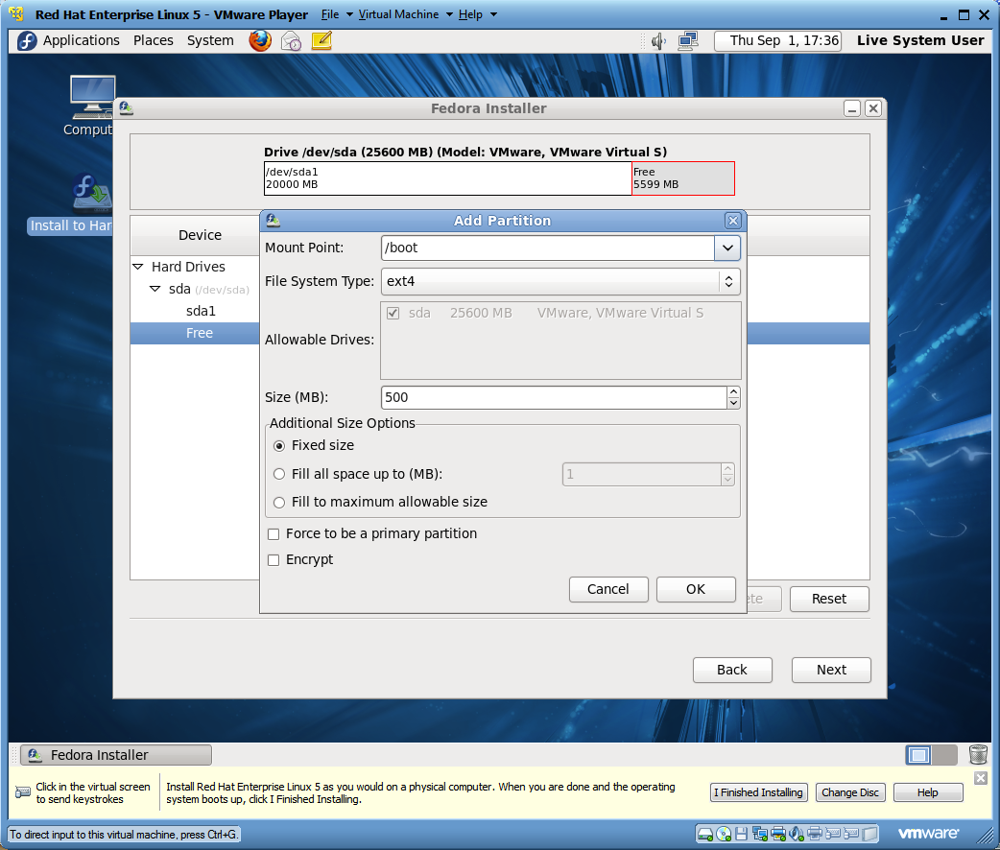 Red Hat Enterprise Linux 5 - VMware Player File Virtual Machine Help
Applications Places System Thu Sep 1, 17:36 Live System User
Comput
Install to Har
Fedora Installer
Drive /dev/sda (25600 MB) (Model: VMware, VMware Virtual S)
/dev/sda1
20000 MB
Free
5599 MB
Device
Hard Drives
sda (/dev/sda)
sda1
Free
Add Partition
Mount Point: /boot
File System Type: ext4
Allowable Drives:
sda 25600 MB VMware, VMware Virtual S
Size (MB): 500
Additional Size Options
Fixed size
Fill all space up to (MB): 1
Fill to maximum allowable size
Force to be a primary partition
Encrypt
Cancel OK
ete Reset
Back Next
Fedora Installer
Click in the virtual screen
to send keystrokes
Install Red Hat Enterprise Linux 5 as you would on a physical computer. When you are done and the operating
system boots up, click I Finished Installing.
I Finished Installing Change Disc Help
To direct input to this virtual machine, press Ctrl+G.
vmware